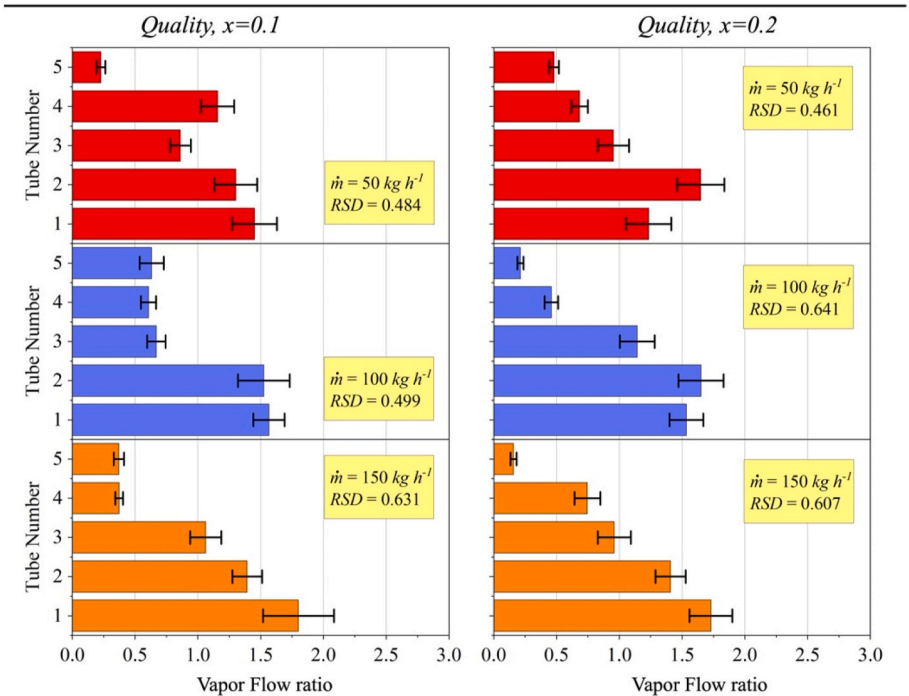 Quality, x=0.1
Quality, x=0.2
5
4
3
2
1
Tube Number
ṁ = 50 kg h⁻¹
RSD = 0.484
ṁ = 50 kg h⁻¹
RSD = 0.461
5
4
3
2
1
Tube Number
ṁ = 100 kg h⁻¹
RSD = 0.499
ṁ = 100 kg h⁻¹
RSD = 0.641
5
4
3
2
1
Tube Number
ṁ = 150 kg h⁻¹
RSD = 0.631
ṁ = 150 kg h⁻¹
RSD = 0.607
0.0 0.5 1.0 1.5 2.0 2.5 3.0
0.0 0.5 1.0 1.5 2.0 2.5 3.0
Vapor Flow ratio
Vapor Flow ratio